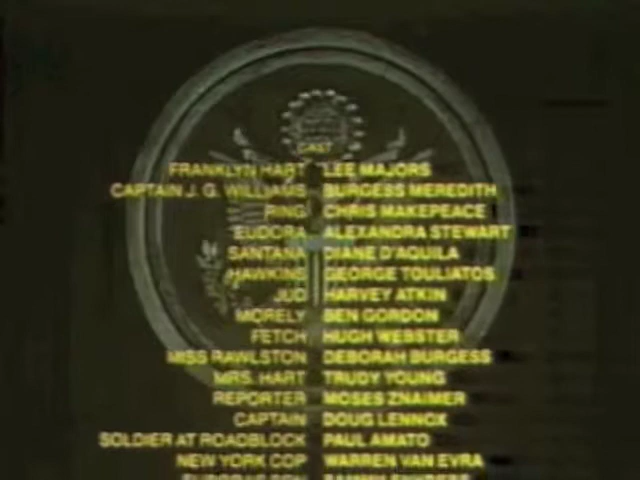 CAST
FRANKLYN HART LEE MAJORS
CAPTAIN J. G. WILLIAMS BURGESS MEREDITH
RING CHRIS MAKEPEACE
EUDORA ALEXANDRA STEWART
SANTANA DIANE D'AQUILA
HAWKINS GEORGE TOULIATOS
JUD HARVEY ATKIN
MORELY BEN GORDON
FETCH HUGH WEBSTER
MISS RAWLSTON DEBORAH BURGESS
MRS. HART TRUDY YOUNG
REPORTER MOSES ZNAIMER
CAPTAIN DOUG LENNOX
SOLDIER AT ROADBLOCK PAUL AMATO
NEW YORK COP WARREN VAN EVRA